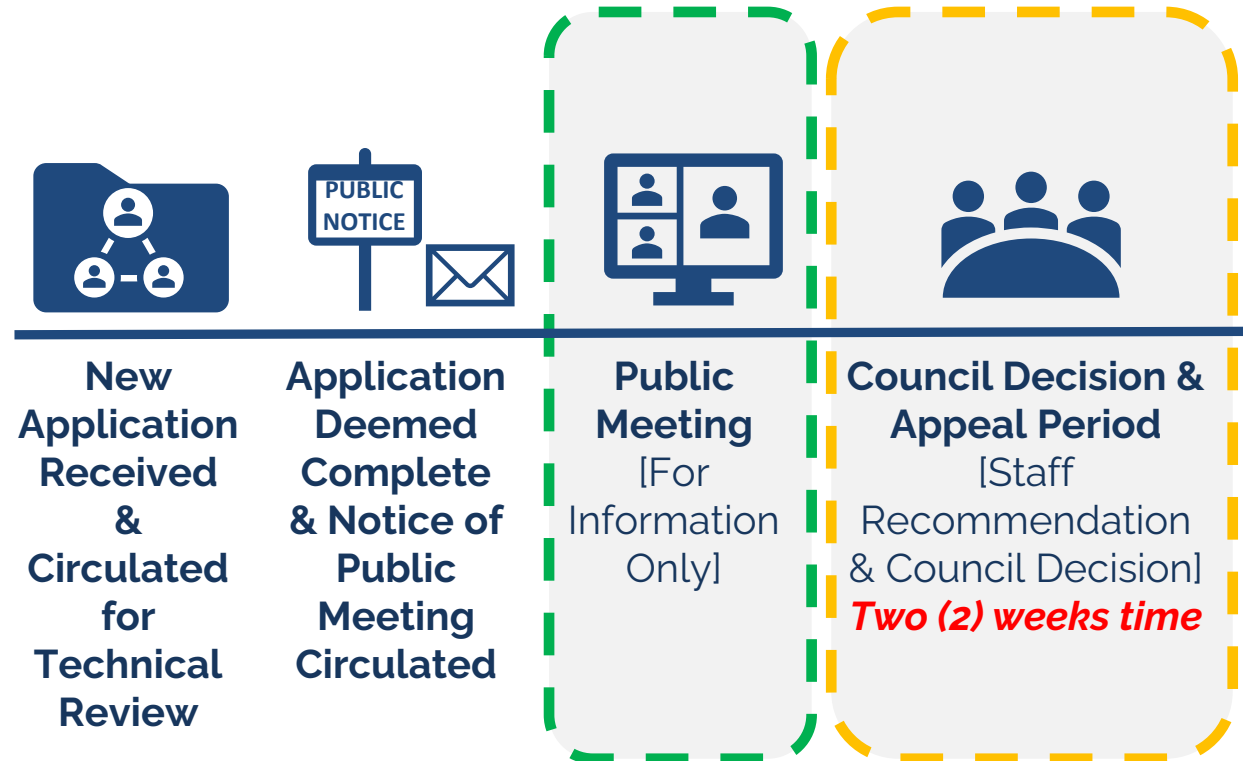 PUBLIC
NOTICE
New
Application
Received
&
Circulated
for
Technical
Review
Application
Deemed
Complete
& Notice of
Public
Meeting
Circulated
Public
Meeting
[For
Information
Only]
Council Decision &
Appeal Period
[Staff
Recommendation
& Council Decision]
Two (2) weeks time